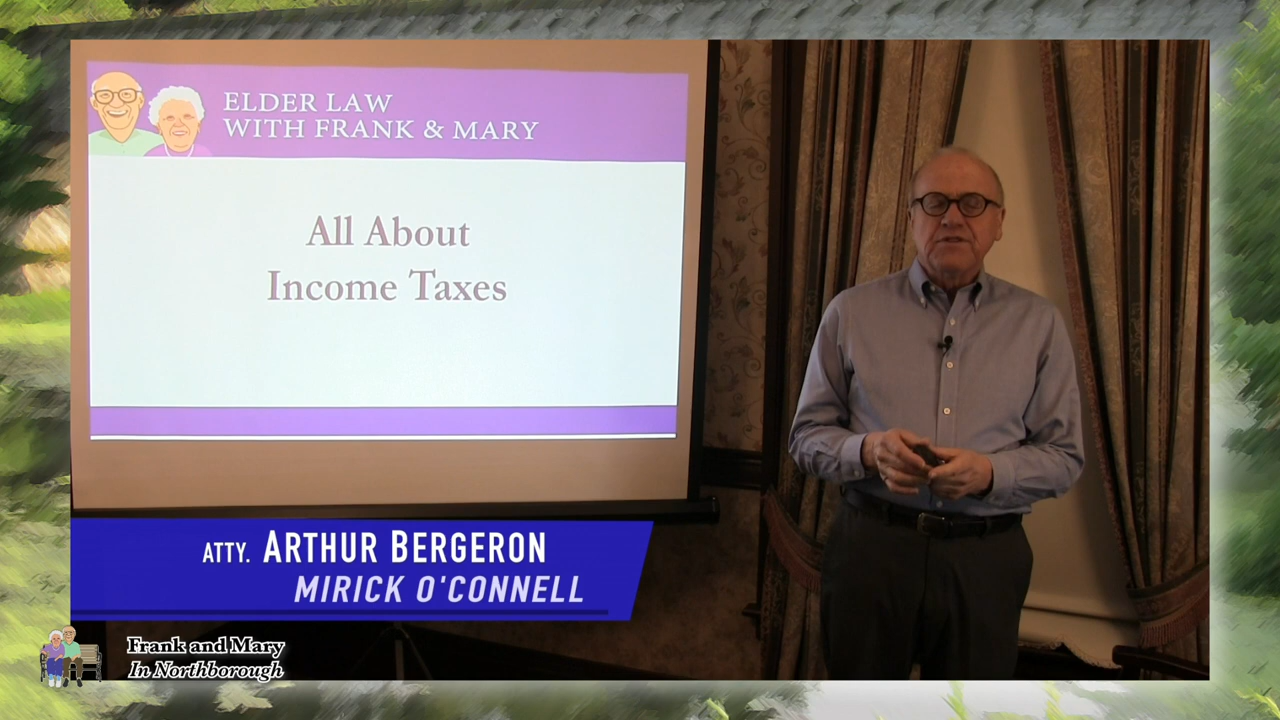 ELDER LAW
WITH FRANK & MARY
All About
Income Taxes
ATTY. ARTHUR BERGERON
MIRICK O'CONNELL
Frank and Mary
In Northborough